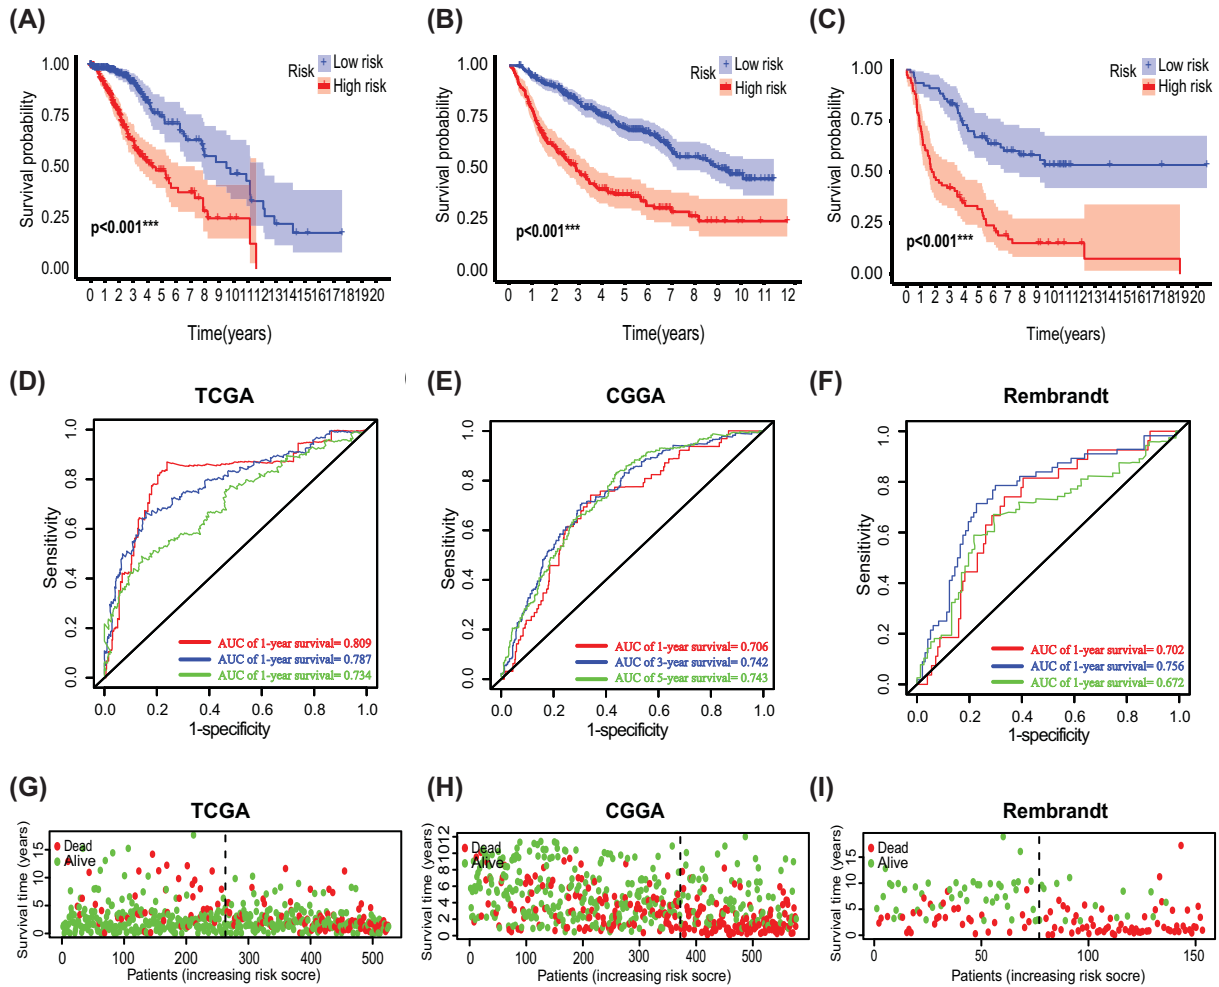 (A)
(B)
(C)
Survival probability
1.00
0.75
0.50
0.25
0.00
Risk
Low risk
High risk
p<0.001***
0 1 2 3 4 5 6 7 8 9 10 11 12 13 14 15 16 17 18 19 20
Time(years)
Survival probability
1.00
0.75
0.50
0.25
0.00
Risk
Low risk
High risk
p<0.001***
0 1 2 3 4 5 6 7 8 9 10 11 12
Time(years)
Survival probability
1.00
0.75
0.50
0.25
0.00
Risk
Low risk
High risk
p<0.001***
0 1 2 3 4 5 6 7 8 9 10 11 12 13 14 15 16 17 18 19 20
Time(years)
(D)
TCGA
Sensitivity
1.0
0.8
0.6
0.4
0.2
0.0
AUC of 1-year survival= 0.809
AUC of 1-year survival= 0.787
AUC of 1-year survival= 0.734
0.0 0.2 0.4 0.6 0.8 1.0
1-specificity
(E)
CGGA
Sensitivity
1.0
0.8
0.6
0.4
0.2
0.0
AUC of 1-year survival= 0.706
AUC of 3-year survival= 0.742
AUC of 5-year survival= 0.743
0.0 0.2 0.4 0.6 0.8 1.0
1-specificity
(F)
Rembrandt
Sensitivity
1.0
0.8
0.6
0.4
0.2
0.0
AUC of 1-year survival= 0.702
AUC of 1-year survival= 0.756
AUC of 1-year survival= 0.672
0.0 0.2 0.4 0.6 0.8 1.0
1-specificity
(G)
TCGA
Survival time (years)
15
10
5
0
Dead
Alive
0 100 200 300 400 500
Patients (increasing risk socre)
(H)
CGGA
Survival time (years)
12
10
8
6
4
2
0
Dead
Alive
0 100 200 300 400 500
Patients (increasing risk socre)
(I)
Rembrandt
Survival time (years)
15
10
5
0
Dead
Alive
0 50 100 150
Patients (increasing risk socre)